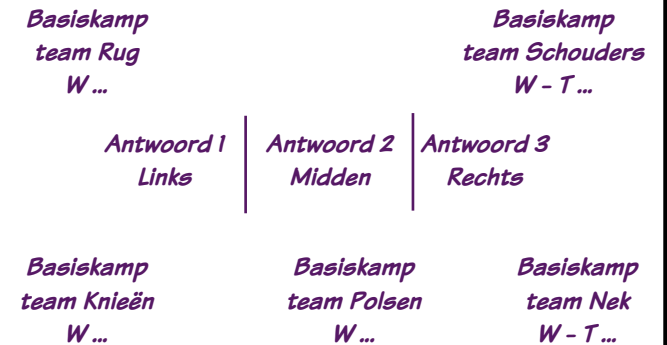 Basiskamp
team Rug
W ...
Basiskamp
team Schouders
W - T ...
Antwoord 1
Links
Antwoord 2
Midden
Antwoord 3
Rechts
Basiskamp
team Knieën
W ...
Basiskamp
team Polsen
W ...
Basiskamp
team Nek
W - T ...